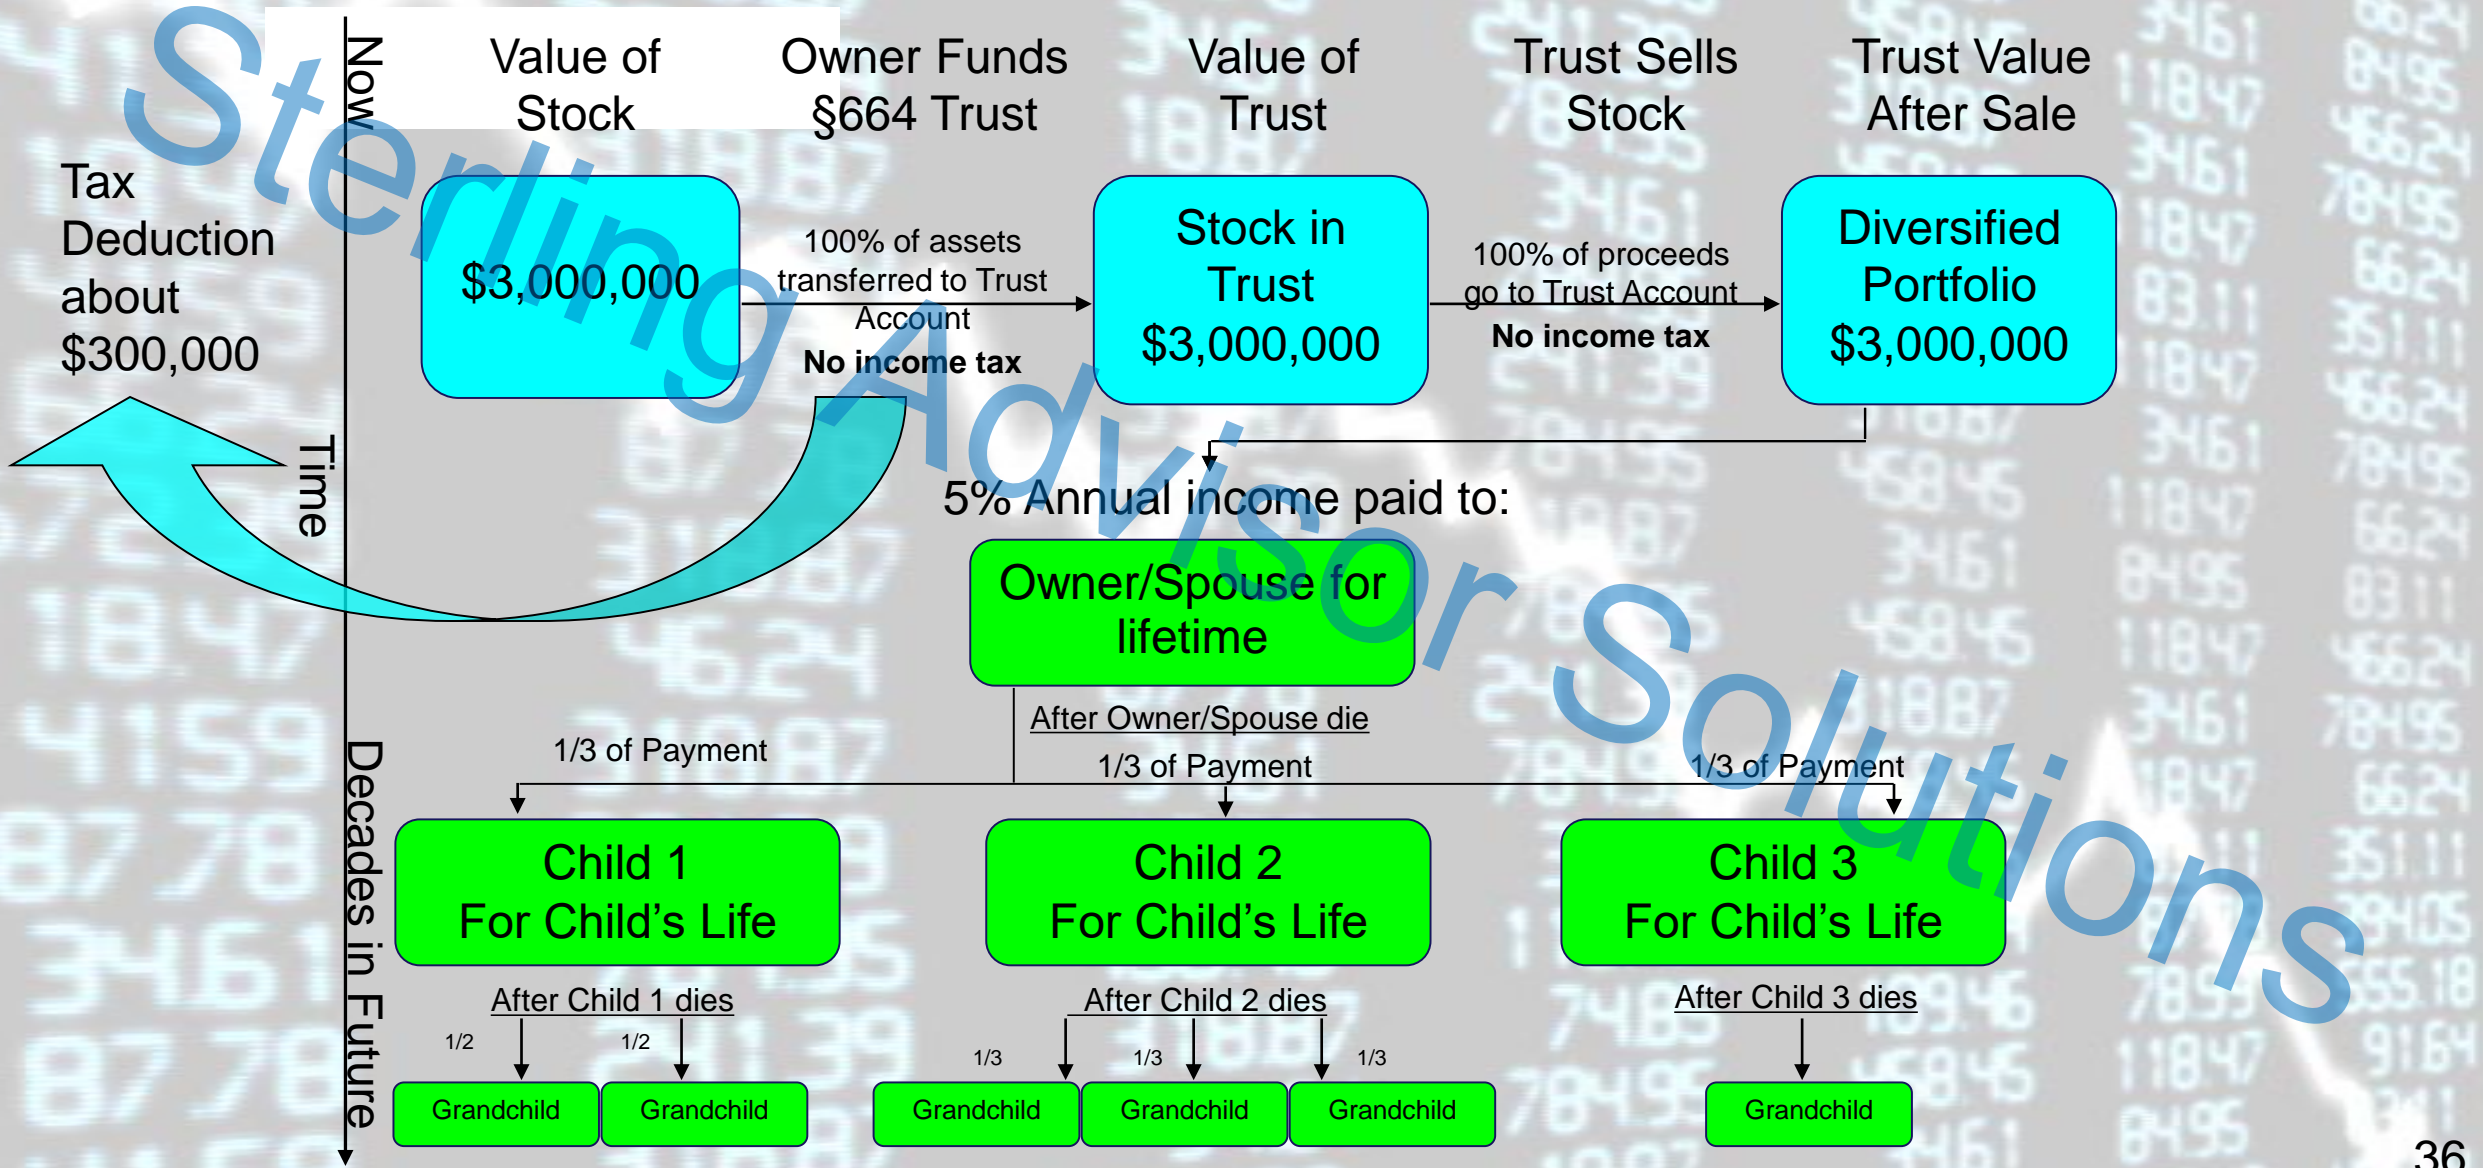 Now
Value of
Stock
Owner Funds
§664 Trust
Value of
Trust
Trust Sells
Stock
Trust Value
After Sale
Tax
Deduction
about
$300,000
$3,000,000
100% of assets
transferred to Trust
Account
No income tax
Stock in
Trust
$3,000,000
100% of proceeds
go to Trust Account
No income tax
Diversified
Portfolio
$3,000,000
Time
5% Annual income paid to:
Owner/Spouse for
lifetime
After Owner/Spouse die
1/3 of Payment
1/3 of Payment
1/3 of Payment
Decades in Future
Child 1
For Child’s Life
Child 2
For Child’s Life
Child 3
For Child’s Life
After Child 1 dies
After Child 2 dies
After Child 3 dies
1/2
1/2
1/3
1/3
1/3
Grandchild
Grandchild
Grandchild
Grandchild
Grandchild
Grandchild
36
Sterling Advisor Solutions